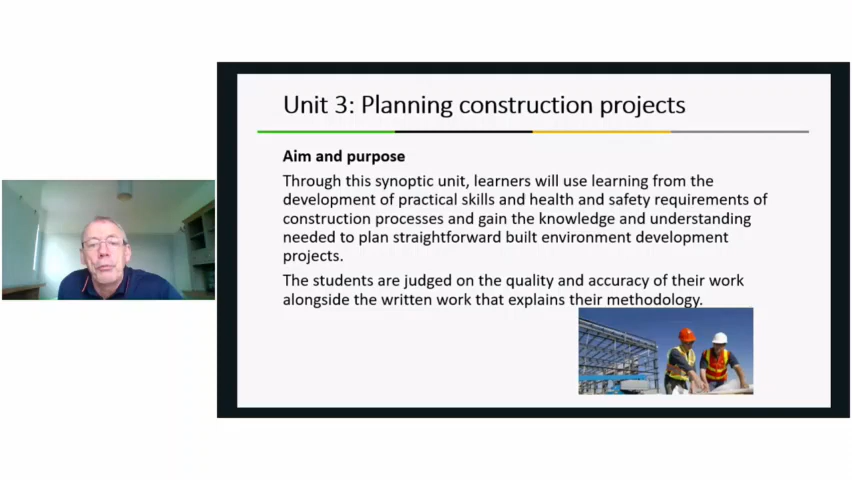 Unit 3: Planning construction projects
Aim and purpose
Through this synoptic unit, learners will use learning from the
development of practical skills and health and safety requirements of
construction processes and gain the knowledge and understanding
needed to plan straightforward built environment development
projects.
The students are judged on the quality and accuracy of their work
alongside the written work that explains their methodology.